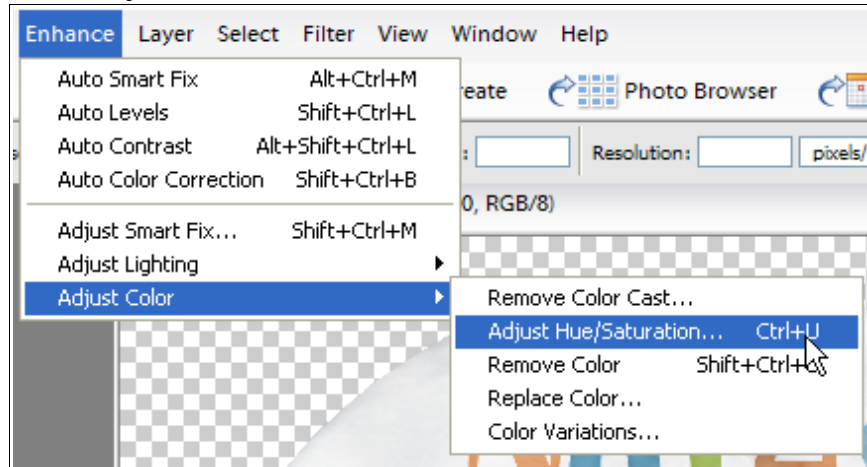 Enhance Layer Select Filter View Window Help
Auto Smart Fix Alt+Ctrl+M
Auto Levels Shift+Ctrl+L
Auto Contrast Alt+Shift+Ctrl+L
Auto Color Correction Shift+Ctrl+B
Adjust Smart Fix... Shift+Ctrl+M
Adjust Lighting
Adjust Color
eate Photo Browser
: Resolution: pixels/
0, RGB/8)
Remove Color Cast...
Adjust Hue/Saturation... Ctrl+U
Remove Color Shift+Ctrl+
Replace Color...
Color Variations...